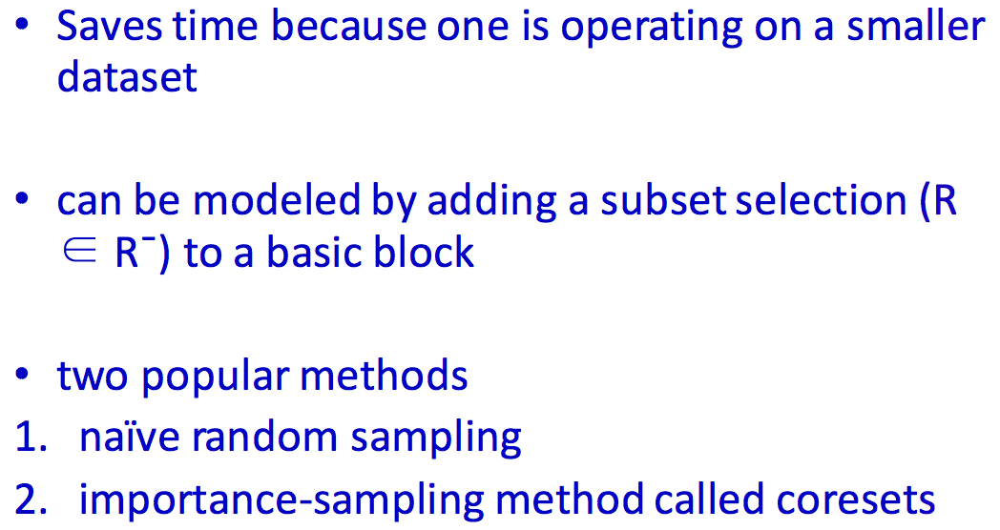 • Saves time because one is operating on a smaller
dataset
• can be modeled by adding a subset selection (R
∈ R⁻) to a basic block
• two popular methods
1. naïve random sampling
2. importance-sampling method called coresets